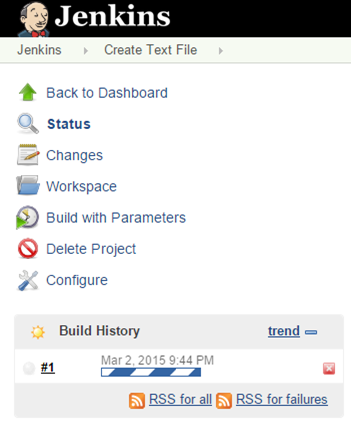 Jenkins
Jenkins Create Text File
Back to Dashboard
Status
Changes
Workspace
Build with Parameters
Delete Project
Configure
Build History trend
#1 Mar 2, 2015 9:44 PM
RSS for all RSS for failures